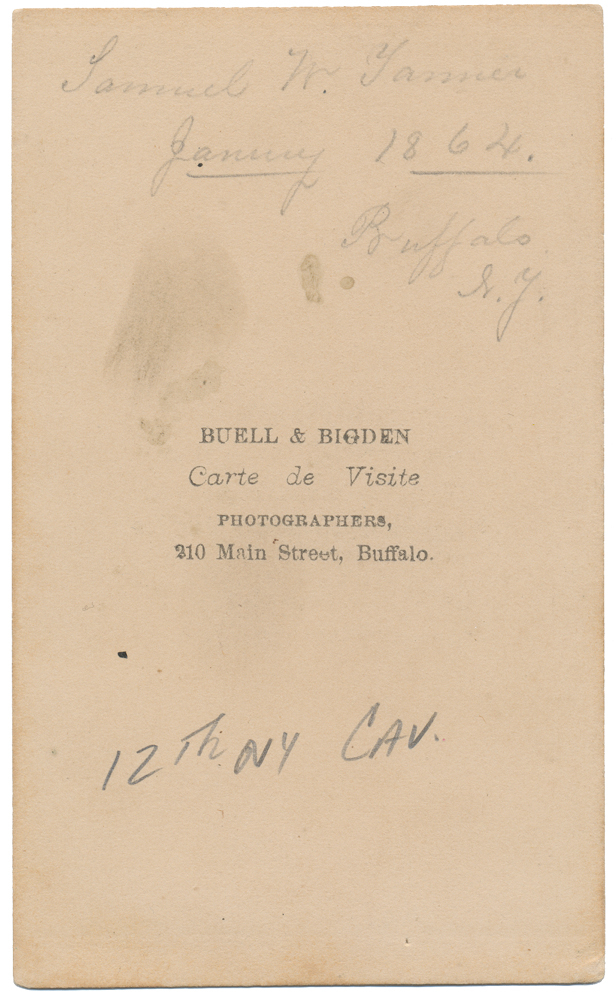 Samuel W. Tanner
January 1864.
Buffalo
N.Y.
BUELL & BIGDEN
Carte de Visite
PHOTOGRAPHERS,
210 Main Street, Buffalo.
12Th NY CAV.